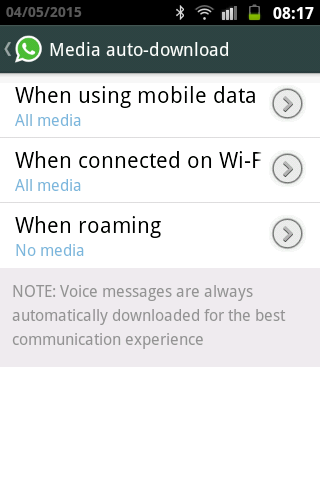 04/05/2015 08:17
Media auto-download
When using mobile data
All media
When connected on Wi-F
All media
When roaming
No media
NOTE: Voice messages are always
automatically downloaded for the best
communication experience